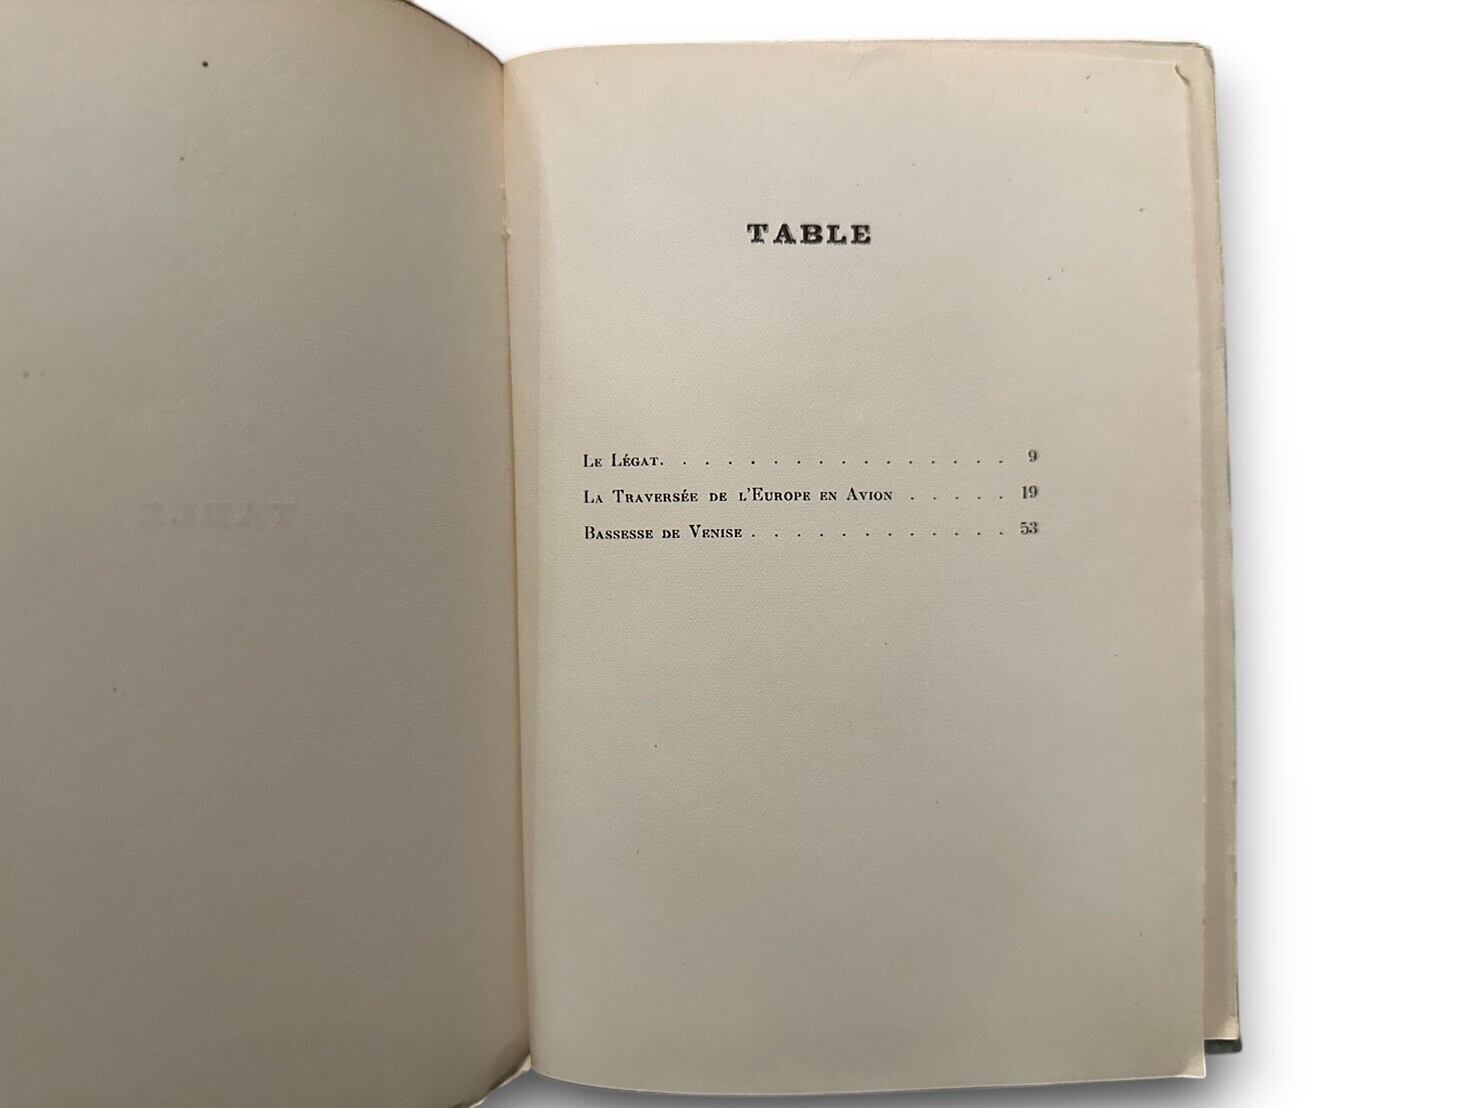 TABLE
Le Légat. . . . . . . . . . . . . . . . 9
La Traversée de l'Europe en Avion . . . . . 19
Bassesse de Venise . . . . . . . . . . . . 53